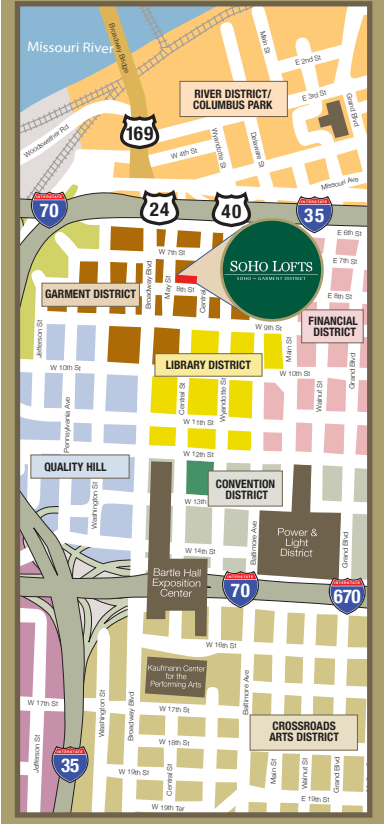 Missouri River
Broadway Bridge
Main St
E 2nd St
E 3rd St
Grand Blvd
RIVER DISTRICT/
COLUMBUS PARK
Woodswether Rd
169
Wyandotte St
Delaware St
W 4th St
Missouri Ave
INTERSTATE
70
24
40
INTERSTATE
35
E 6th St
W 7th St
E 7th St
SOHO LOFTS
SOHO + GARMENT DISTRICT
Broadway Blvd
May St
8th St
Central
E 8th St
GARMENT DISTRICT
FINANCIAL
DISTRICT
Jefferson St
W 9th St
Main St
Grand Blvd
LIBRARY DISTRICT
W 10th St
W 10th St
Walnut St
Pennsylvania Ave
Central St
Wyandotte St
W 11th St
W 12th St
QUALITY HILL
CONVENTION
DISTRICT
Washington St
W 13th
Baltimore Ave
Power &
Light
District
Grand Blvd
W 14th St
Bartle Hall
Exposition
Center
INTERSTATE
70
INTERSTATE
670
W 16th St
Kaufmann Center
for the
Performing Arts
Baltimore Ave
W 17th St
W 17th St
Jefferson St
Washington St
Broadway Blvd
CROSSROADS
ARTS DISTRICT
W 18th St
INTERSTATE
35
W 19th St
Central St
Main St
Walnut St
Grand Blvd
E 19th St
W 19th Ter